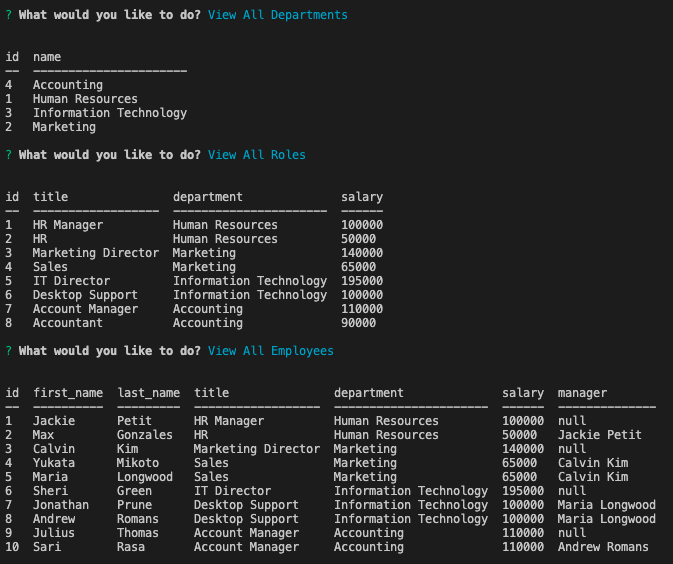 ? What would you like to do? View All Departments
id  name
--  ----------------------
4   Accounting
1   Human Resources
3   Information Technology
2   Marketing
? What would you like to do? View All Roles
id  title               department              salary
--  ------------------  ----------------------  ------
1   HR Manager          Human Resources         100000
2   HR                  Human Resources         50000
3   Marketing Director  Marketing               140000
4   Sales               Marketing               65000
5   IT Director         Information Technology  195000
6   Desktop Support     Information Technology  100000
7   Account Manager     Accounting              110000
8   Accountant          Accounting              90000
? What would you like to do? View All Employees
id  first_name  last_name  title               department              salary  manager
--  ----------  ---------  ------------------  ----------------------  ------  --------------
1   Jackie      Petit      HR Manager          Human Resources         100000  null
2   Max         Gonzales   HR                  Human Resources         50000   Jackie Petit
3   Calvin      Kim        Marketing Director  Marketing               140000  null
4   Yukata      Mikoto     Sales               Marketing               65000   Calvin Kim
5   Maria       Longwood   Sales               Marketing               65000   Calvin Kim
6   Sheri       Green      IT Director         Information Technology  195000  null
7   Jonathan    Prune      Desktop Support     Information Technology  100000  Maria Longwood
8   Andrew      Romans     Desktop Support     Information Technology  100000  Maria Longwood
9   Julius      Thomas     Account Manager     Accounting              110000  null
10  Sari        Rasa       Account Manager     Accounting              110000  Andrew Romans